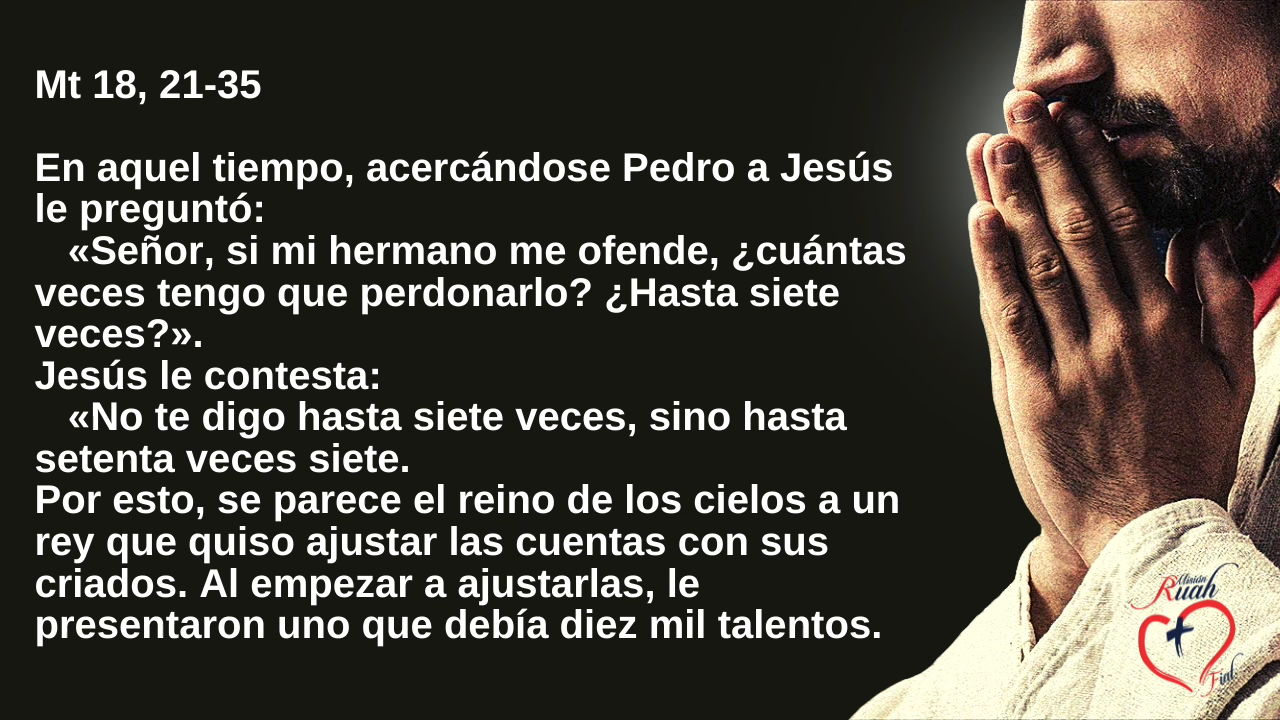 Mt 18, 21-35
En aquel tiempo, acercándose Pedro a Jesús
le preguntó:
«Señor, si mi hermano me ofende, ¿cuántas
veces tengo que perdonarlo? ¿Hasta siete
veces?».
Jesús le contesta:
«No te digo hasta siete veces, sino hasta
setenta veces siete.
Por esto, se parece el reino de los cielos a un
rey que quiso ajustar las cuentas con sus
criados. Al empezar a ajustarlas, le
presentaron uno que debía diez mil talentos.
Misión
Ruah
Fiat